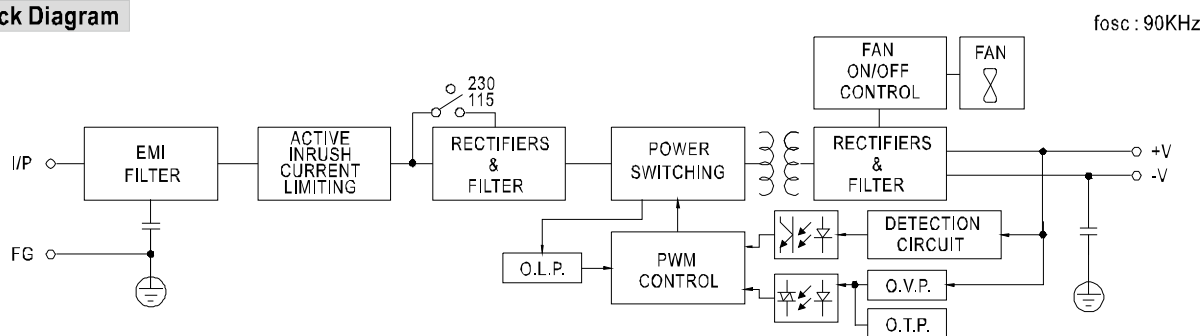 ck Diagram
fosc : 90KHz
FAN
ON/OFF
CONTROL
FAN
230
115
I/P
EMI
FILTER
ACTIVE
INRUSH
CURRENT
LIMITING
RECTIFIERS
&
FILTER
POWER
SWITCHING
RECTIFIERS
&
FILTER
+V
-V
FG
O.L.P.
PWM
CONTROL
DETECTION
CIRCUIT
O.V.P.
O.T.P.